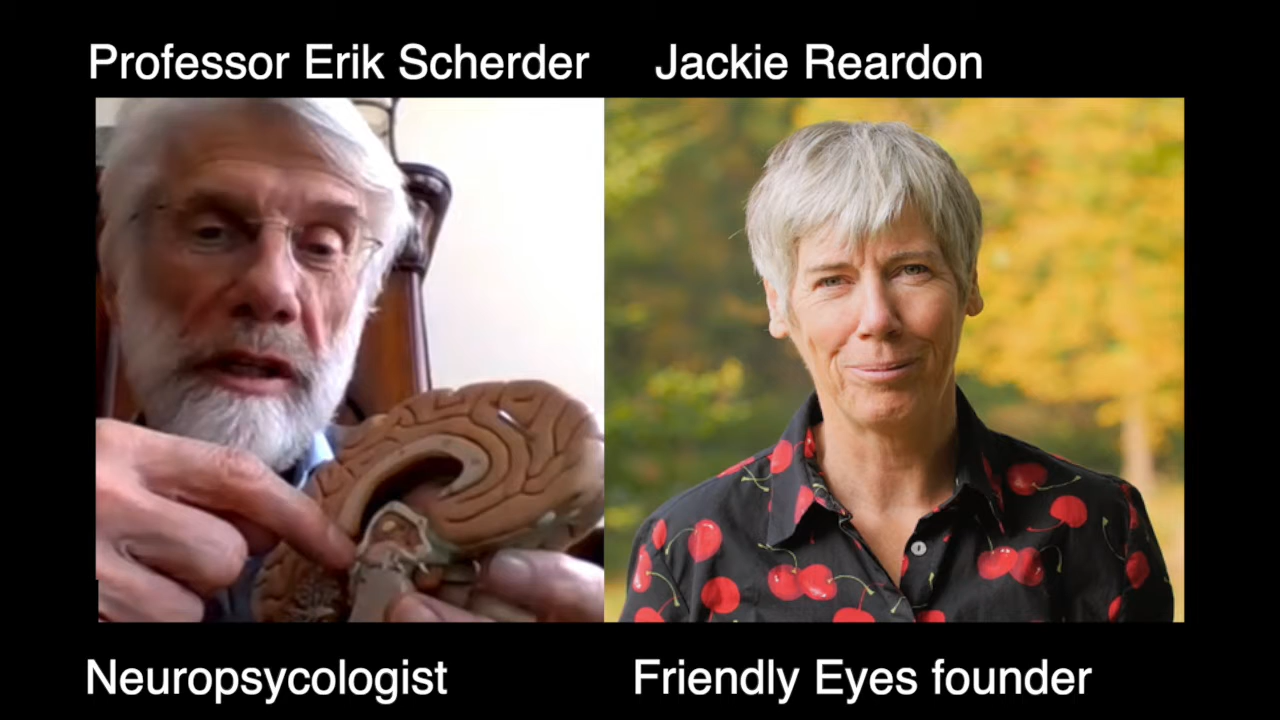 Professor Erik Scherder
Jackie Reardon
Neuropsycologist
Friendly Eyes founder